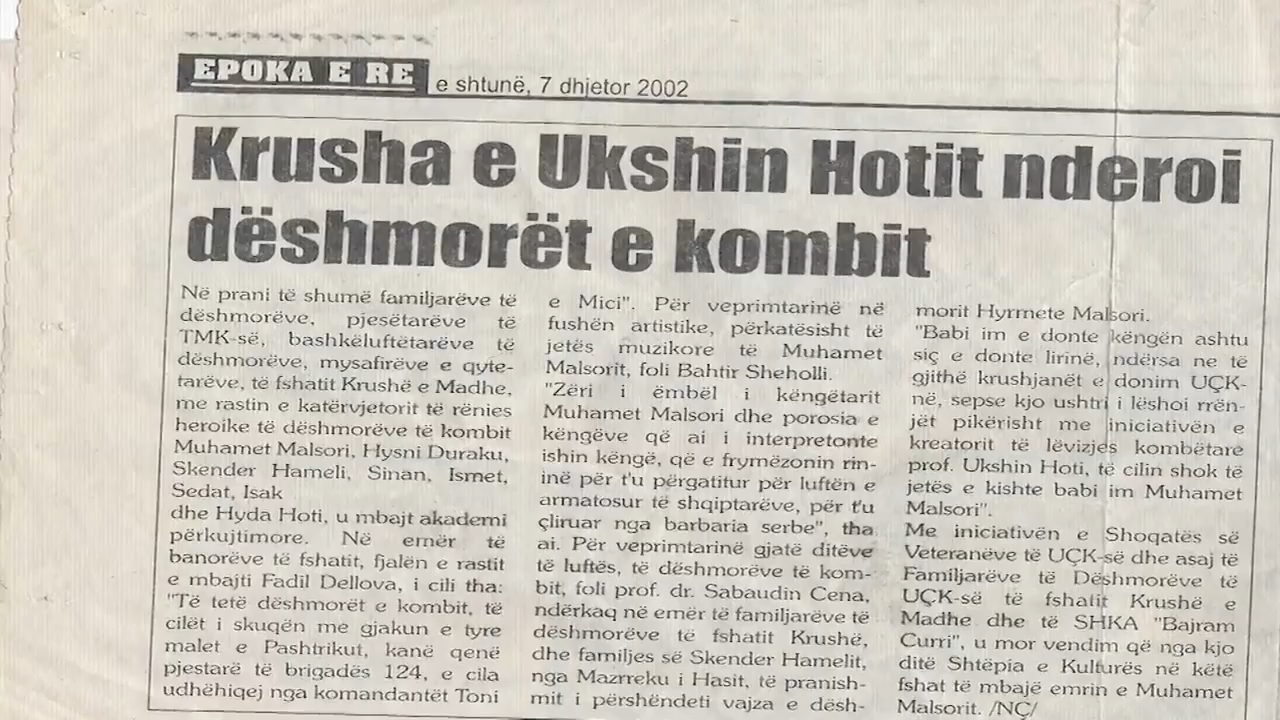 EPOKA E RE
e shtunë, 7 dhjetor 2002
Krusha e Ukshin Hotit nderoi
dëshmorët e kombit
Në prani të shumë familjarëve të
dëshmorëve, pjesëtarëve të
TMK-së, bashkëluftëtarëve të
dëshmorëve, mysafirëve e qyte-
tarëve, të fshatit Krushë e Madhe,
me rastin e katërvjetorit të rënies
heroike të dëshmorëve të kombit
Muhamet Malsori, Hysni Duraku,
Skender Hameli, Sinan, Ismet,
Sedat, Isak
dhe Hyda Hoti, u mbajt akademi
përkujtimore. Në emër të
banorëve të fshatit, fjalën e rastit
e mbajti Fadil Dellova, i cili tha:
"Të tetë dëshmorët e kombit, të
cilët i skuqën me gjakun e tyre
malet e Pashtrikut, kanë qenë
pjestarë të brigadës 124, e cila
udhëhiqej nga komandantët Toni
e Mici". Për veprimtarinë në
fushën artistike, përkatësisht të
jetës muzikore të Muhamet
Malsorit, foli Bahtir Sheholli.
"Zëri i ëmbël i këngëtarit
Muhamet Malsori dhe porosia e
këngëve që ai i interpretonte
ishin këngë, që e frymëzonin rin-
inë për t'u përgatitur për luftën e
armatosur të shqiptarëve, për t'u
çliruar nga barbaria serbe", tha
ai. Për veprimtarinë gjatë ditëve
të luftës, të dëshmorëve të kom-
bit, foli prof. dr. Sabaudin Cena,
ndërkaq në emër të familjarëve të
dëshmorëve të fshatit Krushë,
dhe familjes së Skender Hamelit,
nga Mazrreku i Hasit, të pranish-
mit i përshëndeti vajza e dësh-
morit Hyrmete Malsori.
"Babi im e donte këngën ashtu
siç e donte lirinë, ndërsa ne të
gjithë krushjanët e donim UÇK-
në, sepse kjo ushtri i lëshoi rrën-
jët pikërisht me iniciativën e
kreatorit të lëvizjes kombëtare
prof. Ukshin Hoti, të cilin shok të
jetës e kishte babi im Muhamet
Malsori".
Me iniciativën e Shoqatës së
Veteranëve të UÇK-së dhe asaj të
Familjarëve të Dëshmorëve të
UÇK-së të fshatit Krushë e
Madhe dhe të SHKA "Bajram
Curri", u mor vendim që nga kjo
ditë Shtëpia e Kulturës në këtë
fshat të mbajë emrin e Muhamet
Malsorit. /NÇ/